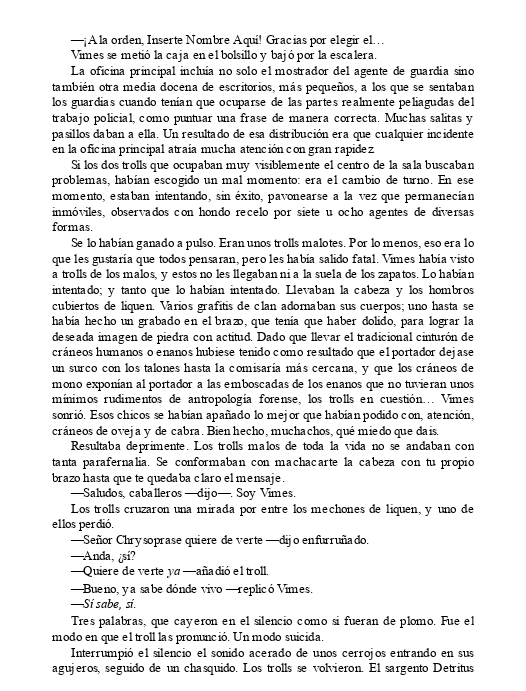 —¡A la orden, Inserte Nombre Aquí! Gracias por elegir el…
Vimes se metió la caja en el bolsillo y bajó por la escalera.
La oficina principal incluía no solo el mostrador del agente de guardia sino
también otra media docena de escritorios, más pequeños, a los que se sentaban
los guardias cuando tenían que ocuparse de las partes realmente peliagudas del
trabajo policial, como puntuar una frase de manera correcta. Muchas salitas y
pasillos daban a ella. Un resultado de esa distribución era que cualquier incidente
en la oficina principal atraía mucha atención con gran rapidez.
Si los dos trolls que ocupaban muy visiblemente el centro de la sala buscaban
problemas, habían escogido un mal momento: era el cambio de turno. En ese
momento, estaban intentando, sin éxito, pavonearse a la vez que permanecían
inmóviles, observados con hondo recelo por siete u ocho agentes de diversas
formas.
Se lo habían ganado a pulso. Eran unos trolls malotes. Por lo menos, eso era lo
que les gustaría que todos pensaran, pero les había salido fatal. Vimes había visto
a trolls de los malos, y estos no les llegaban ni a la suela de los zapatos. Lo habían
intentado; y tanto que lo habían intentado. Llevaban la cabeza y los hombros
cubiertos de liquen. Varios grafitis de clan adornaban sus cuerpos; uno hasta se
había hecho un grabado en el brazo, que tenía que haber dolido, para lograr la
deseada imagen de piedra con actitud. Dado que llevar el tradicional cinturón de
cráneos humanos o enanos hubiese tenido como resultado que el portador dejase
un surco con los talones hasta la comisaría más cercana, y que los cráneos de
mono exponían al portador a las emboscadas de los enanos que no tuvieran unos
mínimos rudimentos de antropología forense, los trolls en cuestión… Vimes
sonrió. Esos chicos se habían apañado lo mejor que habían podido con, atención,
cráneos de oveja y de cabra. Bien hecho, muchachos, qué miedo que dais.
Resultaba deprimente. Los trolls malos de toda la vida no se andaban con
tanta parafernalia. Se conformaban con machacarte la cabeza con tu propio
brazo hasta que te quedaba claro el mensaje.
—Saludos, caballeros —dijo—. Soy Vimes.
Los trolls cruzaron una mirada por entre los mechones de liquen, y uno de
ellos perdió.
—Señor Chrysoprase quiere de verte —dijo enfurruñado.
—Anda, ¿sí?
—Quiere de verte ya —añadió el troll.
—Bueno, ya sabe dónde vivo —replicó Vimes.
—Sí sabe, sí.
Tres palabras, que cayeron en el silencio como si fueran de plomo. Fue el
modo en que el troll las pronunció. Un modo suicida.
Interrumpió el silencio el sonido acerado de unos cerrojos entrando en sus
agujeros, seguido de un chasquido. Los trolls se volvieron. El sargento Detritus